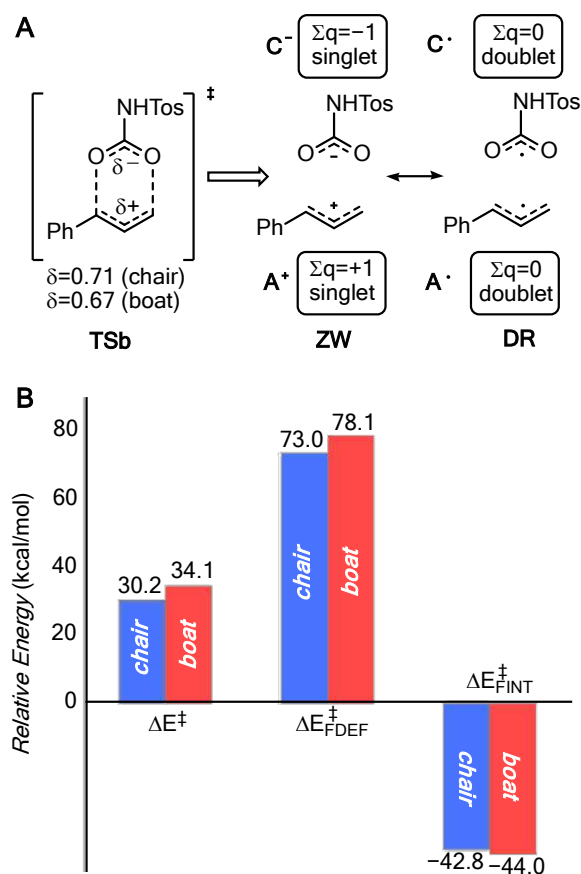 A
‡
NHTos
O O
δ−
δ+
Ph
δ=0.71 (chair)
δ=0.67 (boat)
TSb
C⁻
Σq=−1
singlet
NHTos
O O
−
+
Ph
A⁺
Σq=+1
singlet
ZW
C·
Σq=0
doublet
NHTos
O O
·
·
Ph
A·
Σq=0
doublet
DR
B
Relative Energy (kcal/mol)
80
60
40
20
0
30.2
34.1
chair
boat
ΔE‡
73.0
78.1
chair
boat
ΔE‡FDEF
ΔE‡FINT
chair
boat
−42.8
−44.0